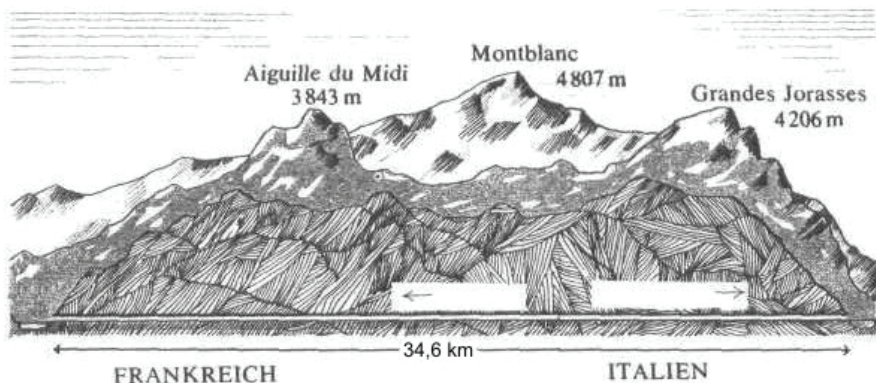 Montblanc
4807 m
Aiguille du Midi
3843 m
Grandes Jorasses
4206 m
34,6 km
FRANKREICH
ITALIEN